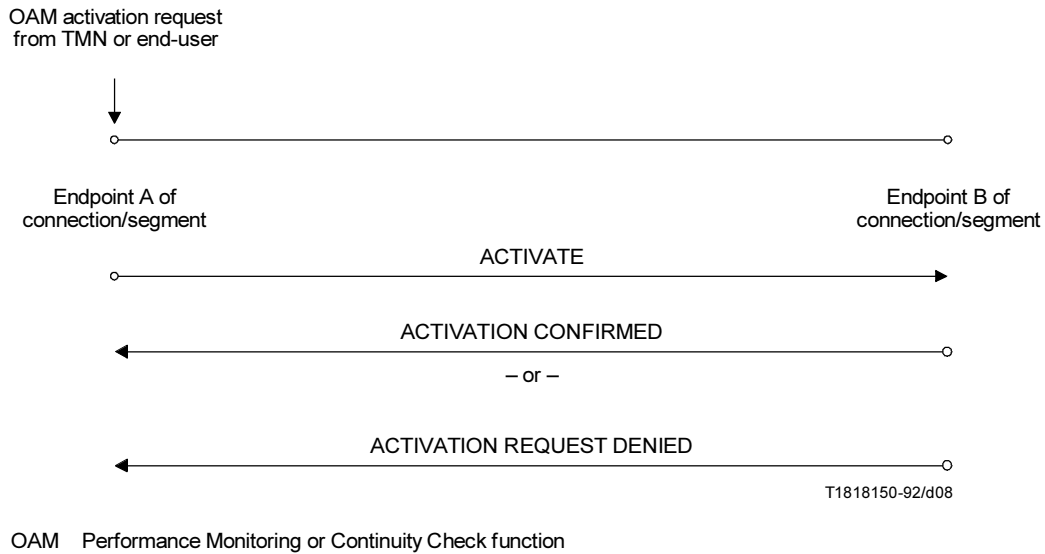 OAM activation request
from TMN or end-user
Endpoint A of
connection/segment
Endpoint B of
connection/segment
ACTIVATE
ACTIVATION CONFIRMED
– or –
ACTIVATION REQUEST DENIED
T1818150-92/d08
OAM Performance Monitoring or Continuity Check function